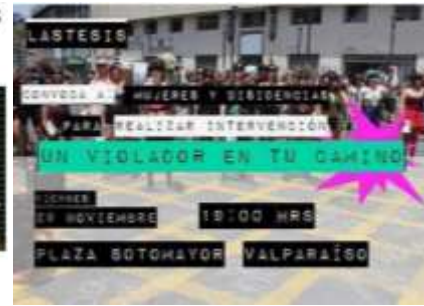 LASTESIS
CONVOCA A: MUJERES Y DISIDENCIAS
PARA REALIZAR INTERVENCIÓN
UN VIOLADOR EN TU CAMINO
VIERNES
NOVIEMBRE 19:00 HRS
PLAZA SOTOMAYOR VALPARAÍSO